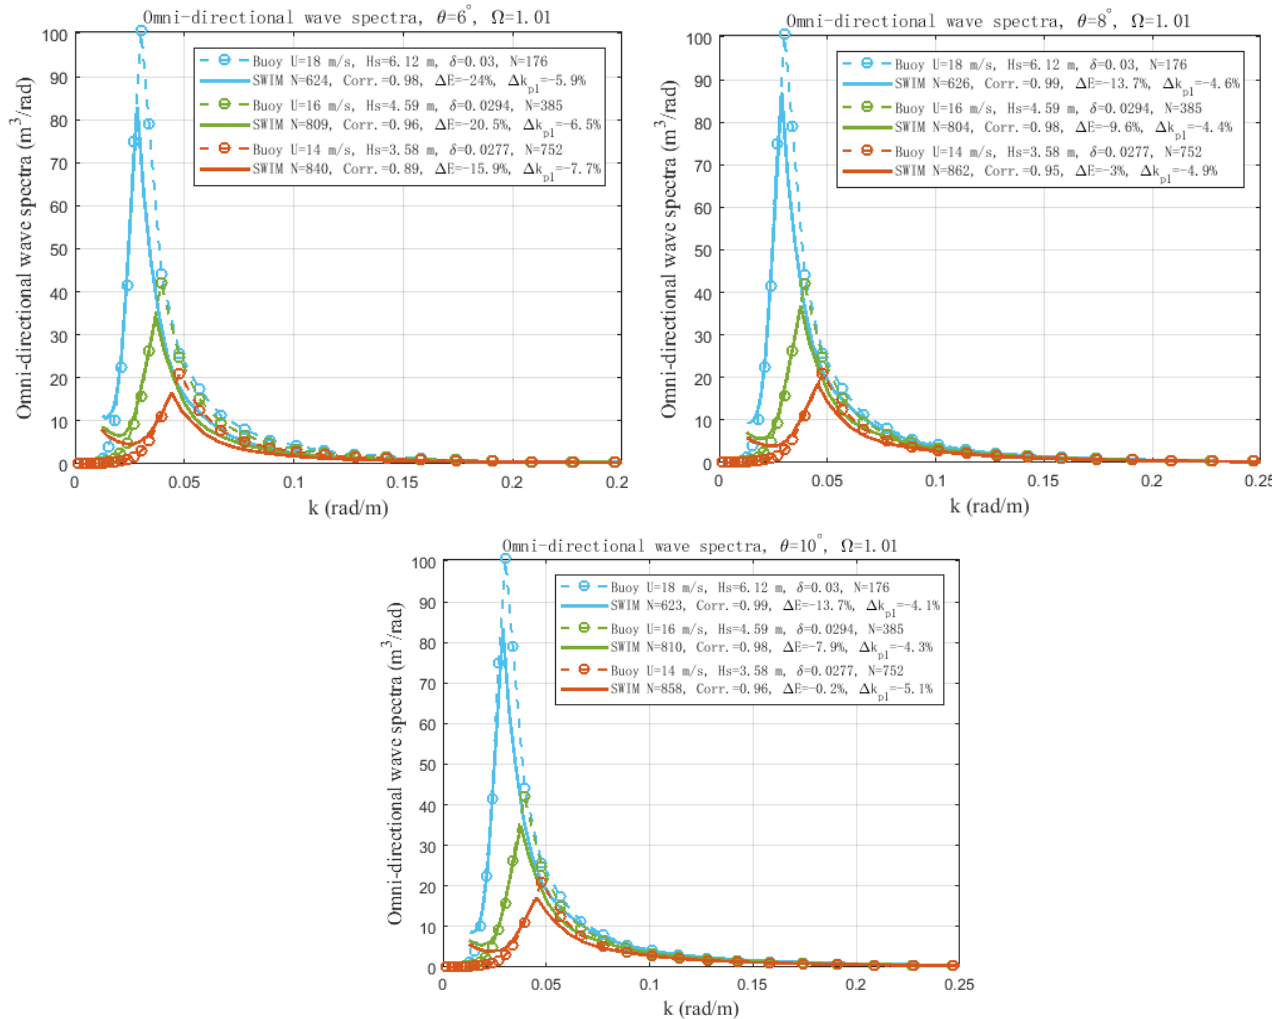 Omni-directional wave spectra, θ=6°, Ω=1.01
Omni-directional wave spectra (m³/rad)
100
90
80
70
60
50
40
30
20
10
0
Buoy U=18 m/s, Hs=6.12 m, δ=0.03, N=176
SWIM N=624, Corr.=0.98, ΔE=-24%, Δk_p1=-5.9%
Buoy U=16 m/s, Hs=4.59 m, δ=0.0294, N=385
SWIM N=809, Corr.=0.96, ΔE=-20.5%, Δk_p1=-6.5%
Buoy U=14 m/s, Hs=3.58 m, δ=0.0277, N=752
SWIM N=840, Corr.=0.89, ΔE=-15.9%, Δk_p1=-7.7%
0 0.05 0.1 0.15 0.2 0.2
k (rad/m)
Omni-directional wave spectra, θ=8°, Ω=1.01
Omni-directional wave spectra (m³/rad)
100
90
80
70
60
50
40
30
20
10
0
Buoy U=18 m/s, Hs=6.12 m, δ=0.03, N=176
SWIM N=626, Corr.=0.99, ΔE=-13.7%, Δk_p1=-4.6%
Buoy U=16 m/s, Hs=4.59 m, δ=0.0294, N=385
SWIM N=804, Corr.=0.98, ΔE=-9.6%, Δk_p1=-4.4%
Buoy U=14 m/s, Hs=3.58 m, δ=0.0277, N=752
SWIM N=862, Corr.=0.95, ΔE=-3%, Δk_p1=-4.9%
0 0.05 0.1 0.15 0.2 0.25
k (rad/m)
Omni-directional wave spectra, θ=10°, Ω=1.01
Omni-directional wave spectra (m³/rad)
100
90
80
70
60
50
40
30
20
10
0
Buoy U=18 m/s, Hs=6.12 m, δ=0.03, N=176
SWIM N=623, Corr.=0.99, ΔE=-13.7%, Δk_p1=-4.1%
Buoy U=16 m/s, Hs=4.59 m, δ=0.0294, N=385
SWIM N=810, Corr.=0.98, ΔE=-7.9%, Δk_p1=-4.3%
Buoy U=14 m/s, Hs=3.58 m, δ=0.0277, N=752
SWIM N=858, Corr.=0.96, ΔE=-0.2%, Δk_p1=-5.1%
0 0.05 0.1 0.15 0.2 0.25
k (rad/m)